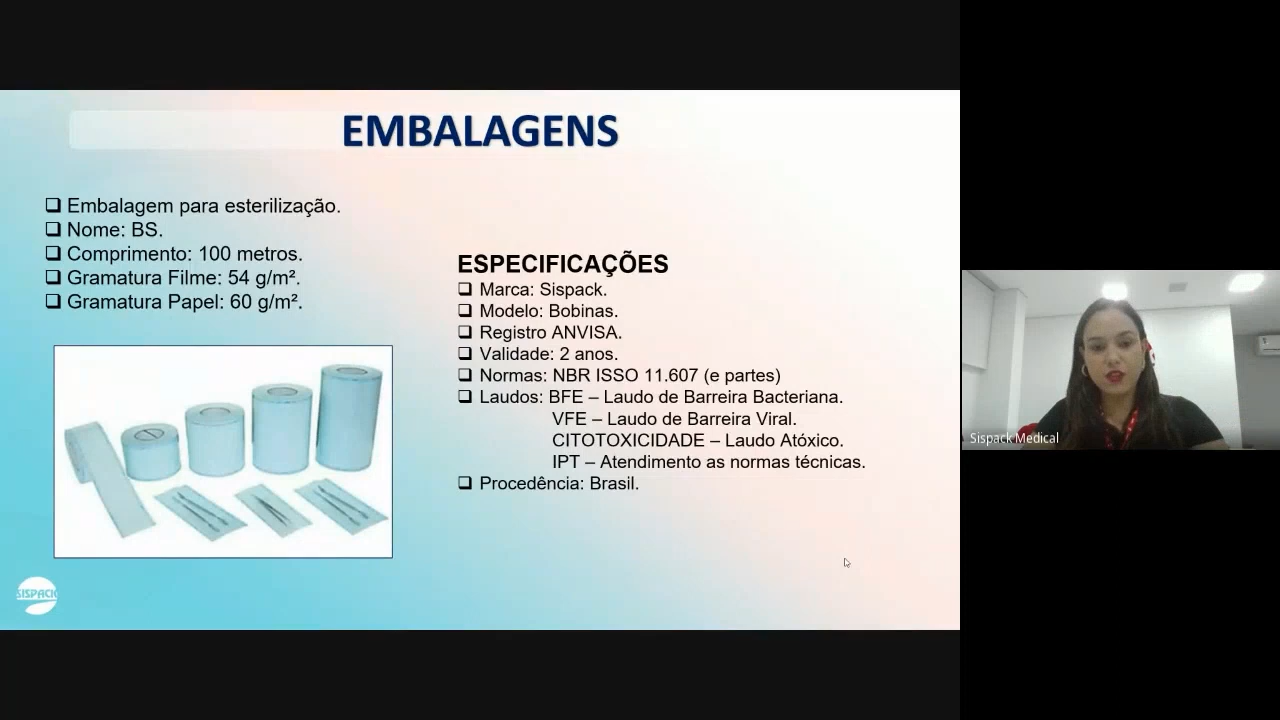 EMBALAGENS
Embalagem para esterilização.
Nome: BS.
Comprimento: 100 metros.
Gramatura Filme: 54 g/m².
Gramatura Papel: 60 g/m².
ESPECIFICAÇÕES
Marca: Sispack.
Modelo: Bobinas.
Registro ANVISA.
Validade: 2 anos.
Normas: NBR ISSO 11.607 (e partes)
Laudos: BFE – Laudo de Barreira Bacteriana.
VFE – Laudo de Barreira Viral.
CITOTOXICIDADE – Laudo Atóxico.
IPT – Atendimento as normas técnicas.
Procedência: Brasil.
SISPACK
Sispack Medical